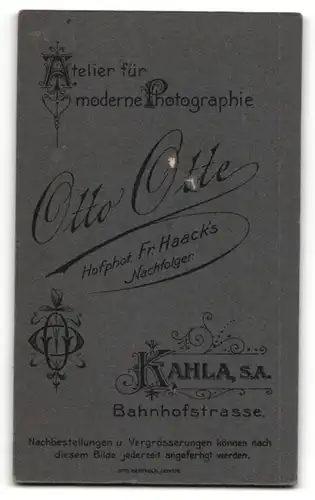 Atelier für
moderne Photographie
Otto Otte
Hofphot. Fr. Haack's
Nachfolger.
KAHLA, S.A.
Bahnhofstrasse.
Nachbestellungen u. Vergrösserungen können nach
diesem Bilde jederzeit angefertigt werden.